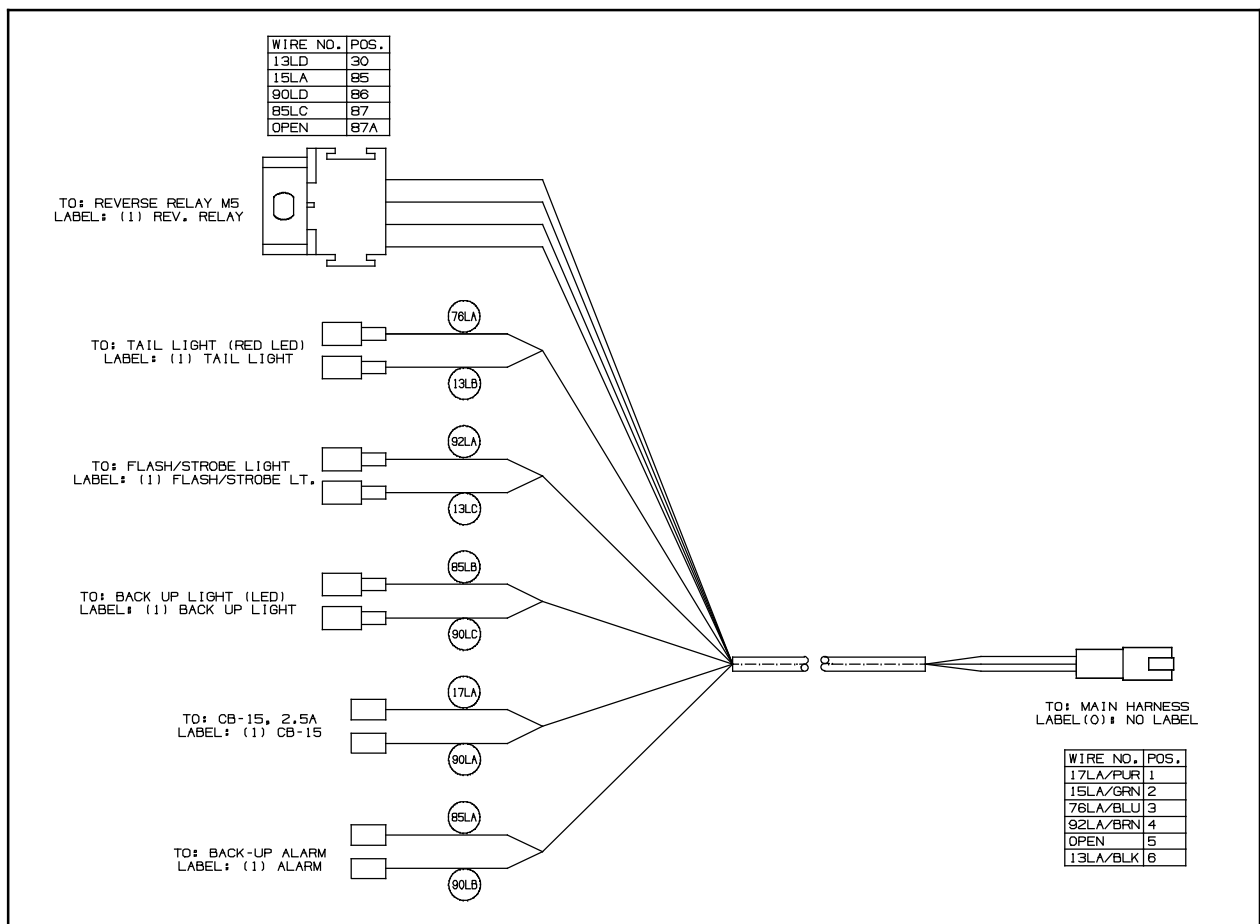 WIRE NO. POS.
13LD 30
15LA 85
90LD 86
85LC 87
OPEN 87A
TO: REVERSE RELAY M5
LABEL: (1) REV. RELAY
76LA
TO: TAIL LIGHT (RED LED)
LABEL: (1) TAIL LIGHT
13LB
92LA
TO: FLASH/STROBE LIGHT
LABEL: (1) FLASH/STROBE LT.
13LC
85LB
TO: BACK UP LIGHT (LED)
LABEL: (1) BACK UP LIGHT
90LC
17LA
TO: CB-15, 2.5A
LABEL: (1) CB-15
90LA
85LA
TO: BACK-UP ALARM
LABEL: (1) ALARM
90LB
TO: MAIN HARNESS
LABEL(0): NO LABEL
WIRE NO. POS.
17LA/PUR 1
15LA/GRN 2
76LA/BLU 3
92LA/BRN 4
OPEN 5
13LA/BLK 6